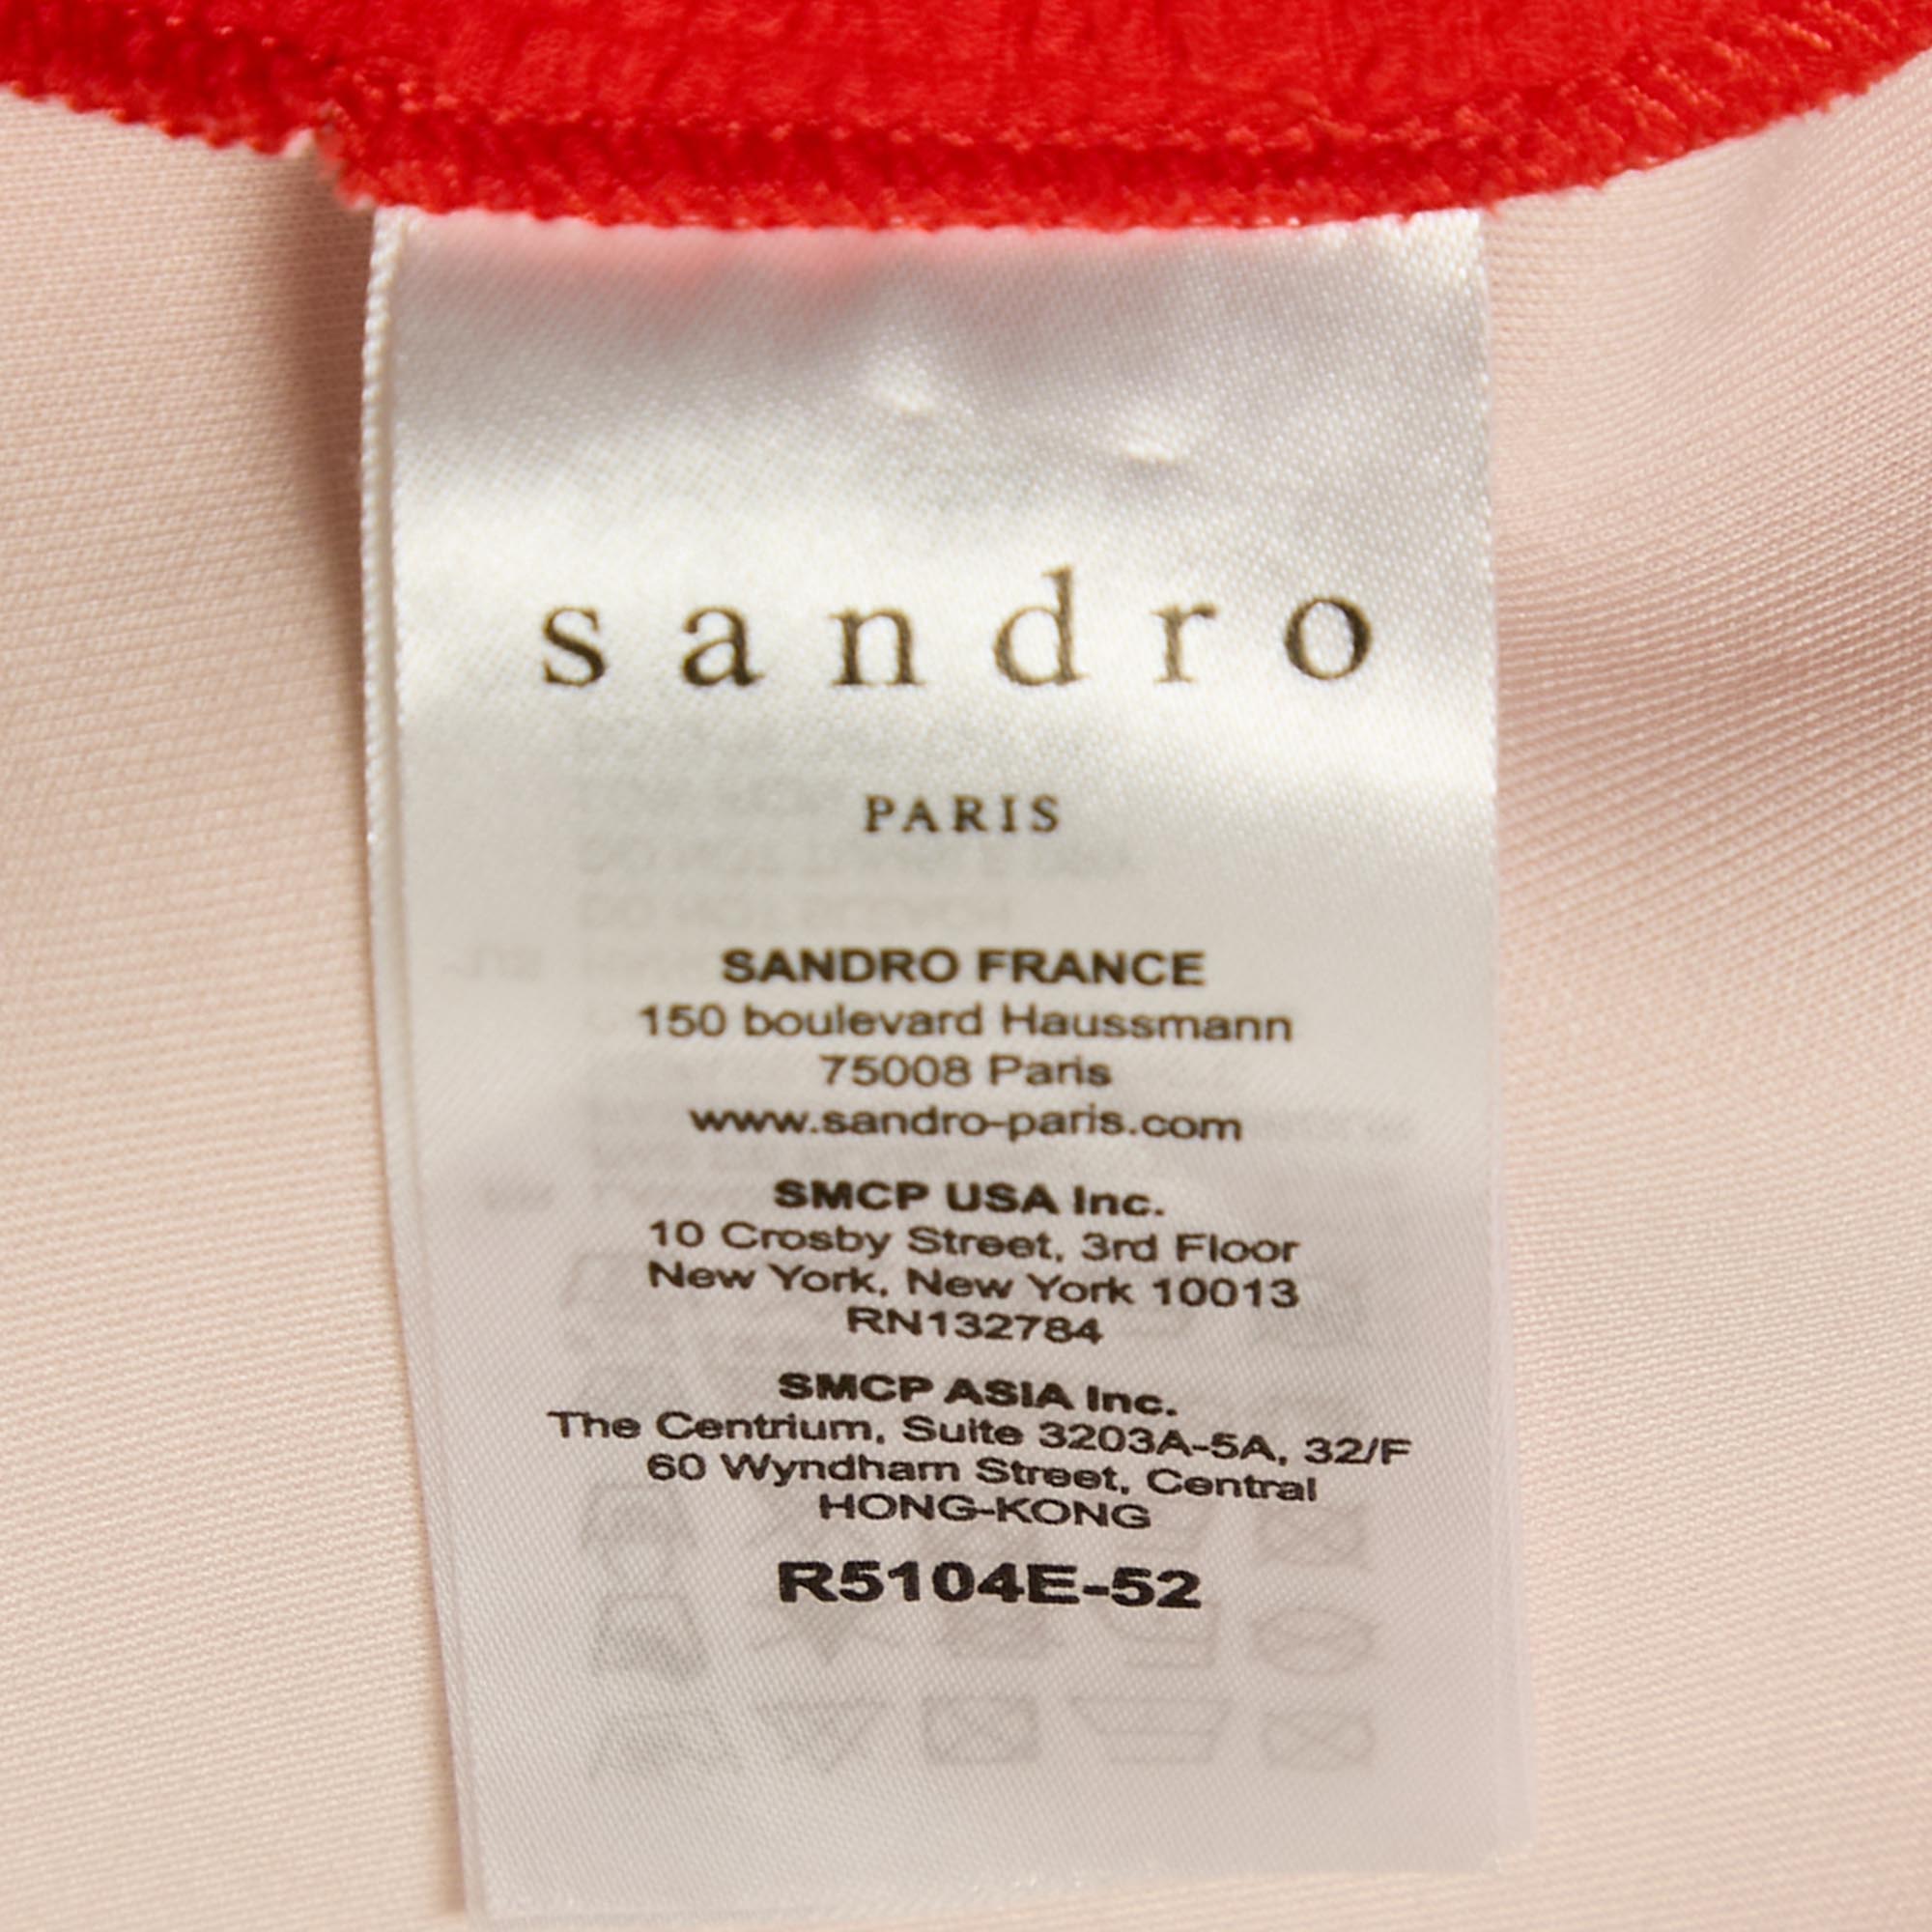 sandro
PARIS
SANDRO FRANCE
150 boulevard Haussmann
75008 Paris
www.sandro-paris.com
SMCP USA Inc.
10 Crosby Street, 3rd Floor
New York, New York 10013
RN132784
SMCP ASIA Inc.
The Centrium, Suite 3203A-5A, 32/F
60 Wyndham Street, Central
HONG-KONG
R5104E-52